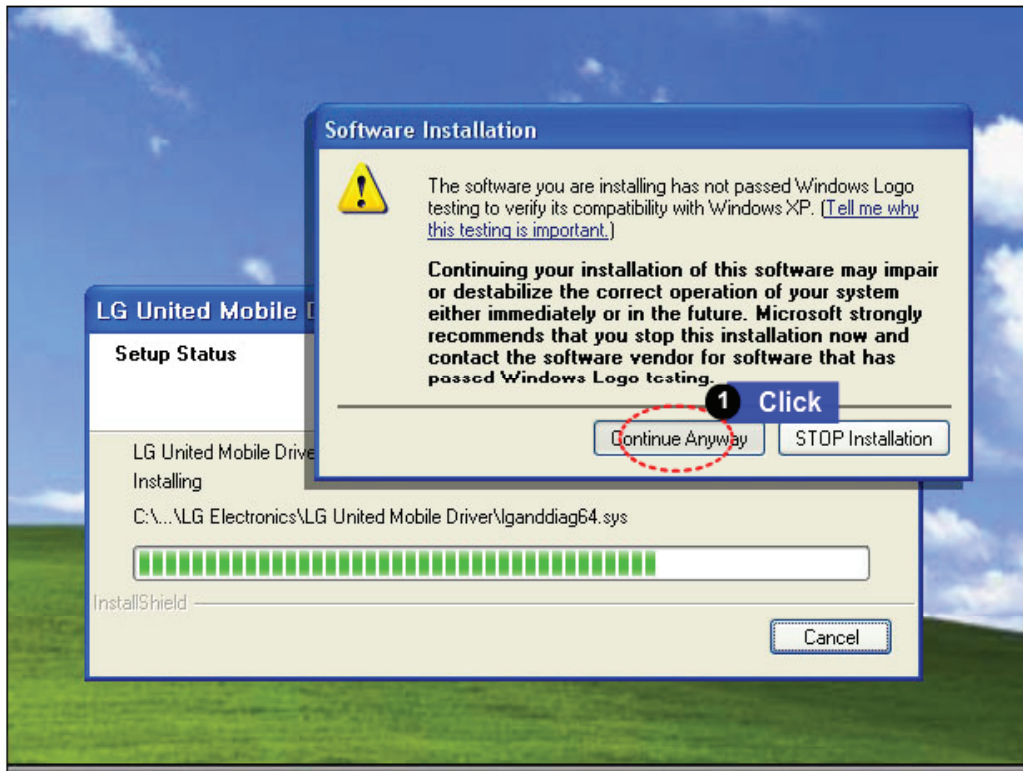 Software Installation
The software you are installing has not passed Windows Logo
testing to verify its compatibility with Windows XP. (Tell me why
this testing is important.)
Continuing your installation of this software may impair
or destabilize the correct operation of your system
either immediately or in the future. Microsoft strongly
recommends that you stop this installation now and
contact the software vendor for software that has
passed Windows Logo testing.
1 Click
Continue Anyway
STOP Installation
LG United Mobile
Setup Status
LG United Mobile Drive
Installing
C:\...\LG Electronics\LG United Mobile Driver\lganddiag64.sys
InstallShield
Cancel